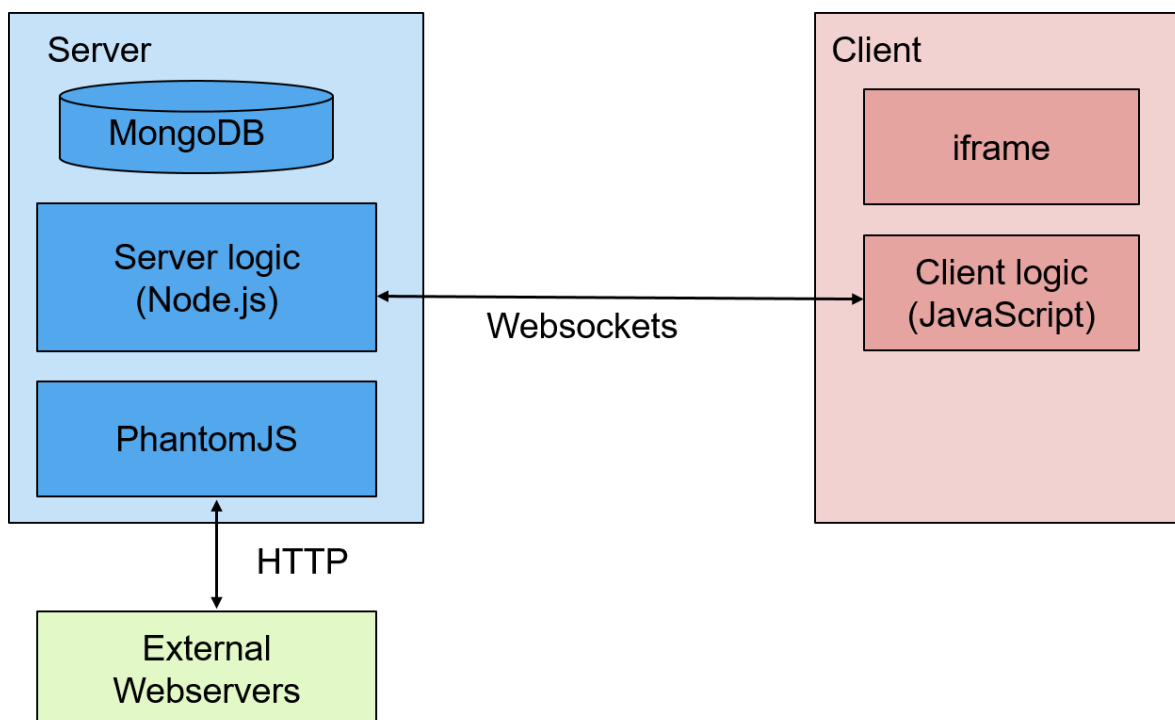 Server
MongoDB
Server logic
(Node.js)
PhantomJS
HTTP
External
Webservers
Websockets
Client
iframe
Client logic
(JavaScript)